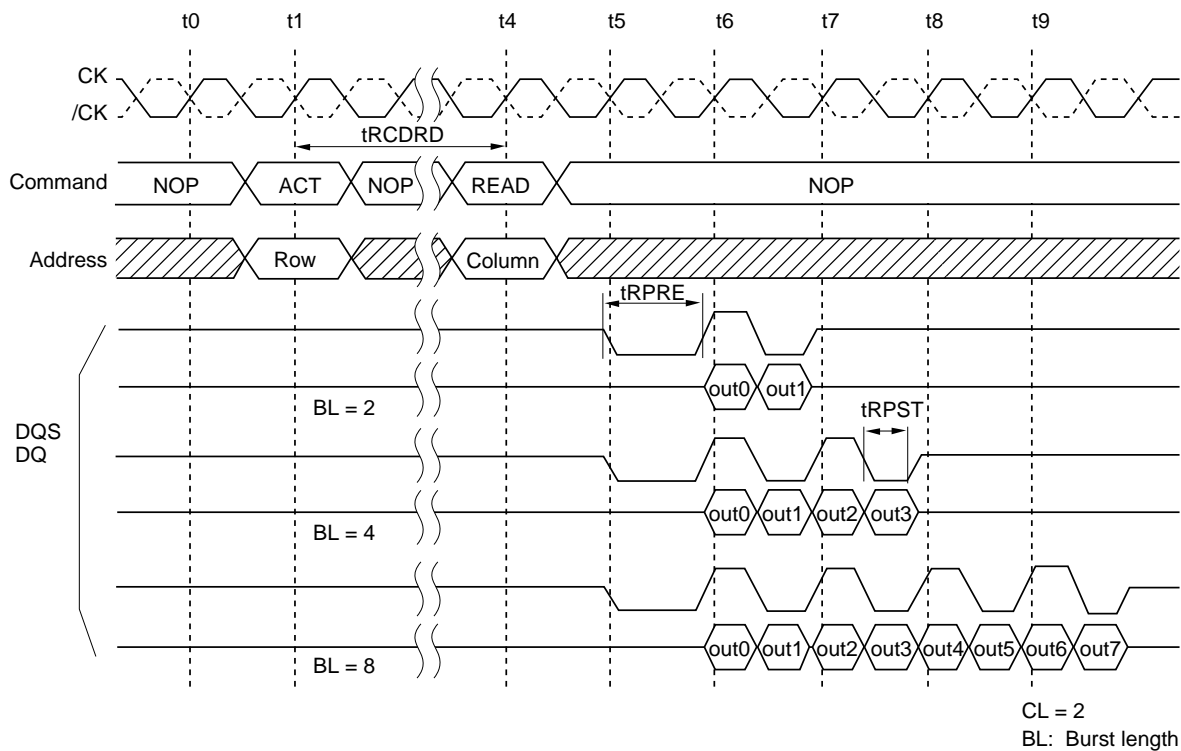 t0 t1 t4 t5 t6 t7 t8 t9
CK
/CK
tRCDRD
Command NOP ACT NOP READ NOP
Address Row Column
tRPRE
out0 out1
BL = 2
tRPST
DQS
DQ
out0 out1 out2 out3
BL = 4
out0 out1 out2 out3 out4 out5 out6 out7
BL = 8
CL = 2
BL: Burst length